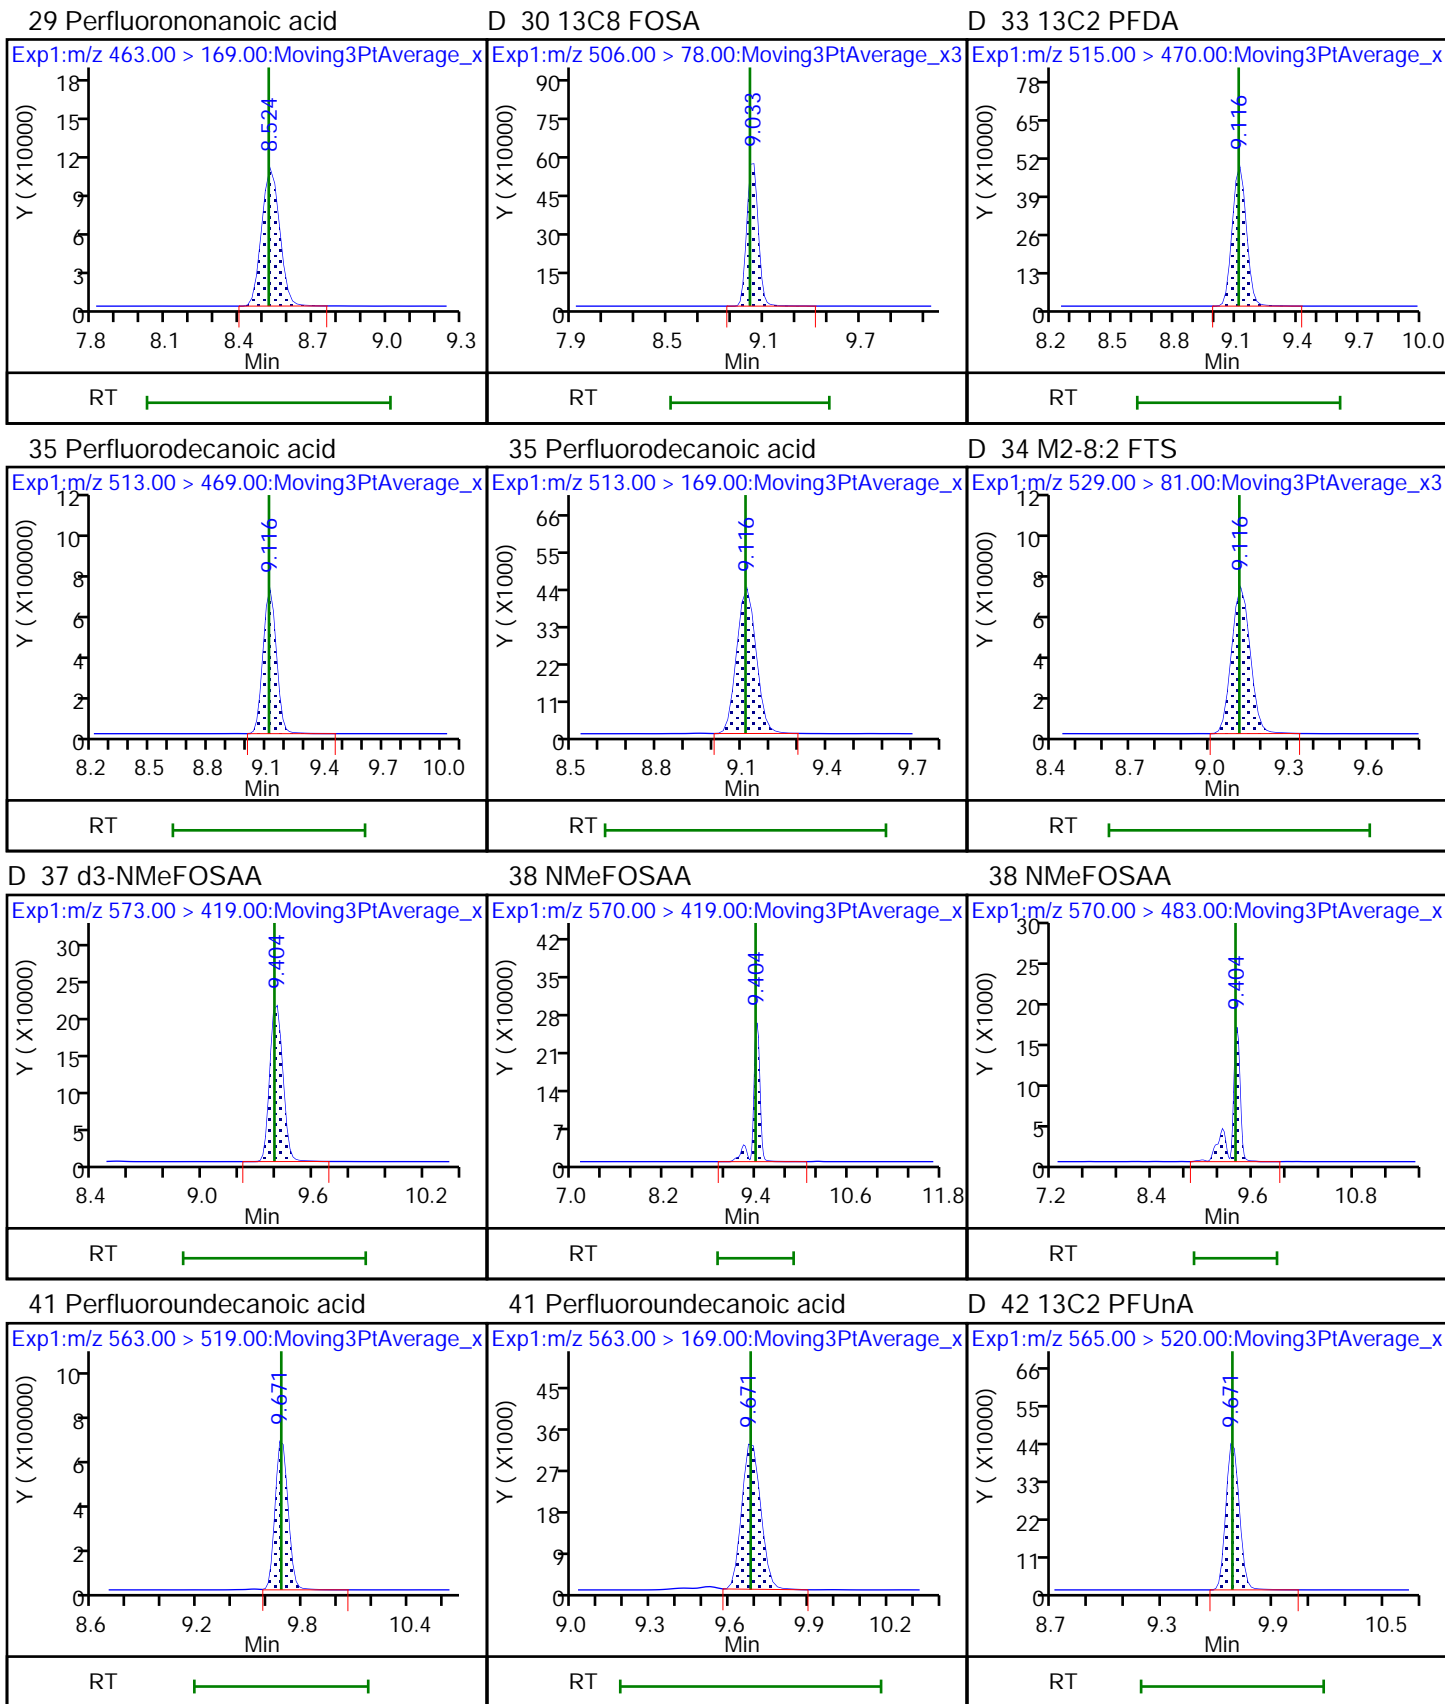 29 Perfluorononanoic acid
Exp1:m/z 463.00 > 169.00:Moving3PtAverage_x
Y ( X10000)
18
15
12
9
6
3
0
8.524
7.8 8.1 8.4 8.7 9.0 9.3
Min
RT
D 30 13C8 FOSA
Exp1:m/z 506.00 > 78.00:Moving3PtAverage_x3
Y ( X10000)
90
75
60
45
30
15
0
9.033
7.9 8.5 9.1 9.7
Min
RT
D 33 13C2 PFDA
Exp1:m/z 515.00 > 470.00:Moving3PtAverage_x
Y ( X10000)
78
65
52
39
26
13
0
9.116
8.2 8.5 8.8 9.1 9.4 9.7 10.0
Min
RT
35 Perfluorodecanoic acid
Exp1:m/z 513.00 > 469.00:Moving3PtAverage_x
Y ( X100000)
12
10
8
6
4
2
0
9.116
8.2 8.5 8.8 9.1 9.4 9.7 10.0
Min
RT
35 Perfluorodecanoic acid
Exp1:m/z 513.00 > 169.00:Moving3PtAverage_x
Y ( X1000)
66
55
44
33
22
11
0
9.116
8.5 8.8 9.1 9.4 9.7
Min
RT
D 34 M2-8:2 FTS
Exp1:m/z 529.00 > 81.00:Moving3PtAverage_x3
Y ( X10000)
12
10
8
6
4
2
0
9.116
8.4 8.7 9.0 9.3 9.6
Min
RT
D 37 d3-NMeFOSAA
Exp1:m/z 573.00 > 419.00:Moving3PtAverage_x
Y ( X10000)
30
25
20
15
10
5
0
9.404
8.4 9.0 9.6 10.2
Min
RT
38 NMeFOSAA
Exp1:m/z 570.00 > 419.00:Moving3PtAverage_x
Y ( X10000)
42
35
28
21
14
7
0
9.404
7.0 8.2 9.4 10.6 11.8
Min
RT
38 NMeFOSAA
Exp1:m/z 570.00 > 483.00:Moving3PtAverage_x
Y ( X10000)
30
25
20
15
10
5
0
9.404
7.2 8.4 9.6 10.8
Min
RT
41 Perfluoroundecanoic acid
Exp1:m/z 563.00 > 519.00:Moving3PtAverage_x
Y ( X100000)
10
8
6
4
2
0
9.671
8.6 9.2 9.8 10.4
Min
RT
41 Perfluoroundecanoic acid
Exp1:m/z 563.00 > 169.00:Moving3PtAverage_x
Y ( X1000)
45
36
27
18
9
0
9.671
9.0 9.3 9.6 9.9 10.2
Min
RT
D 42 13C2 PFUnA
Exp1:m/z 565.00 > 520.00:Moving3PtAverage_x
Y ( X10000)
66
55
44
33
22
11
0
9.671
8.7 9.3 9.9 10.5
Min
RT